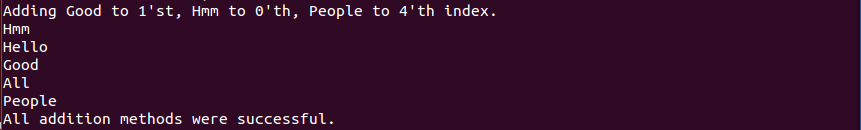 Adding Good to 1'st, Hmm to 0'th, People to 4'th index.
Hmm
Hello
Good
All
People
All addition methods were successful.